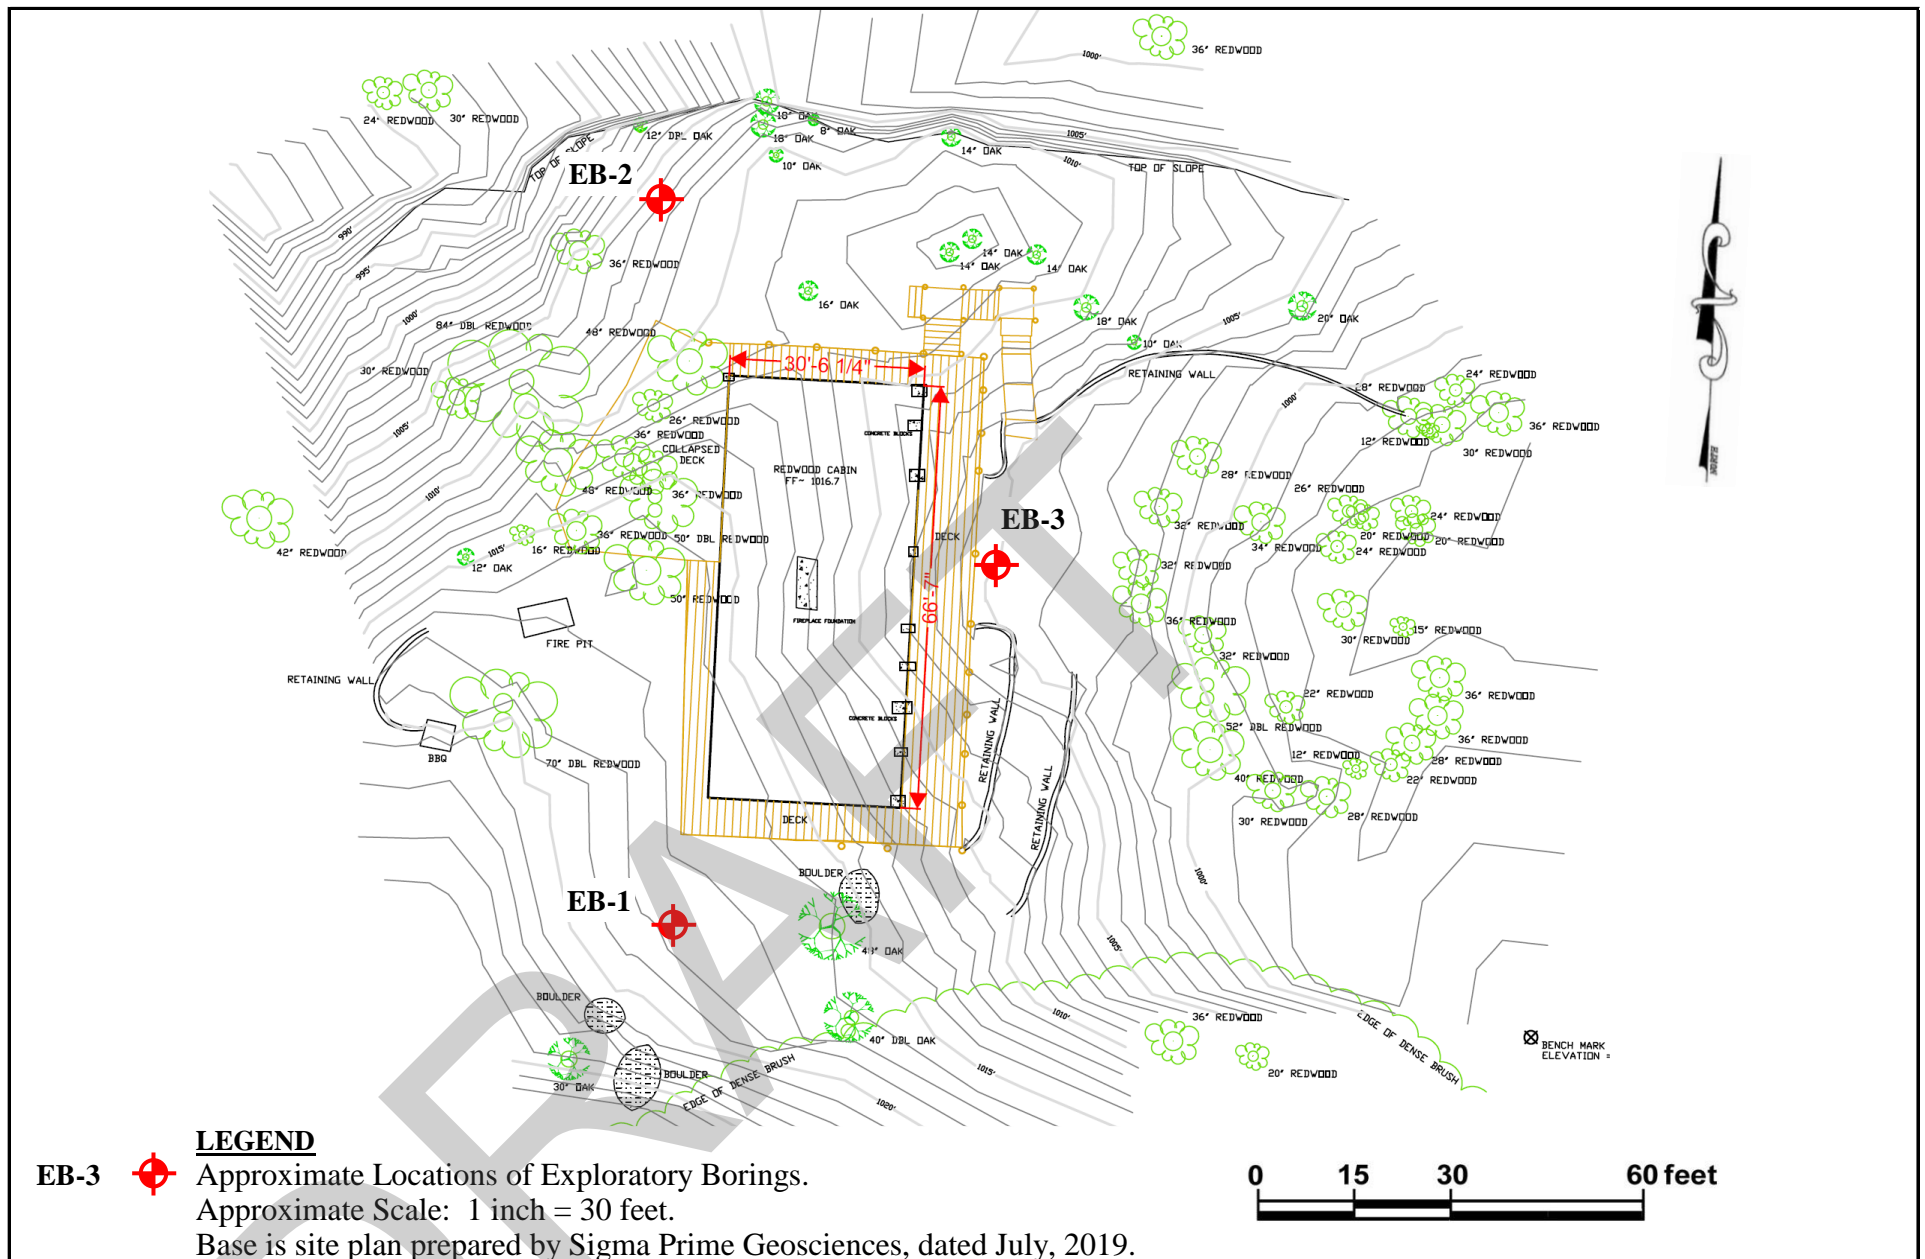 1000'
36" REDWOOD
24" REDWOOD
30" REDWOOD
18" OAK
8" OAK
12" DBL OAK
18" OAK
1005'
14" OAK
1010'
10" OAK
TOP OF SLOPE
TOP OF SLOPE
EB-2
990'
995'
36" REDWOOD
14" OAK
14" OAK
14" OAK
16" OAK
1000'
84" DBL REDWOOD
48" REDWOOD
18" OAK
1005'
20" OAK
10" OAK
30'-6 1/4"
30" REDWOOD
RETAINING WALL
24" REDWOOD
28" REDWOOD
1000'
26" REDWOOD
36" REDWOOD
1005'
CONCRETE BLOCKS
36" REDWOOD
12" REDWOOD
COLLAPSED
DECK
30" REDWOOD
NORTH
REDWOOD CABIN
FF~ 1016.7
28" REDWOOD
48" REDWOOD
36" REDWOOD
26" REDWOOD
1010'
EB-3
24" REDWOOD
32" REDWOOD
42" REDWOOD
1015'
16" REDWOOD
36" REDWOOD
50" DBL REDWOOD
DECK
34" REDWOOD
20" REDWOOD
20" REDWOOD
24" REDWOOD
12" OAK
32" REDWOOD
50" REDWOOD
66'-7"
FIREPLACE FOUNDATION
36" REDWOOD
15" REDWOOD
30" REDWOOD
FIRE PIT
32" REDWOOD
RETAINING WALL
22" REDWOOD
36" REDWOOD
CONCRETE BLOCKS
52" DBL REDWOOD
RETAINING WALL
36" REDWOOD
BBQ
70" DBL REDWOOD
12" REDWOOD
28" REDWOOD
40" REDWOOD
22" REDWOOD
RETAINING WALL
DECK
30" REDWOOD
28" REDWOOD
BOULDER
1000'
EB-1
48" OAK
1005'
BOULDER
1010'
36" REDWOOD
EDGE OF DENSE BRUSH
40" DBL OAK
BENCH MARK
ELEVATION =
BOULDER
1015'
20" REDWOOD
30" OAK
EDGE OF DENSE BRUSH
1020'
DRAFT
LEGEND
EB-3 Approximate Locations of Exploratory Borings.
Approximate Scale: 1 inch = 30 feet.
Base is site plan prepared by Sigma Prime Geosciences, dated July, 2019.
0 15 30 60 feet